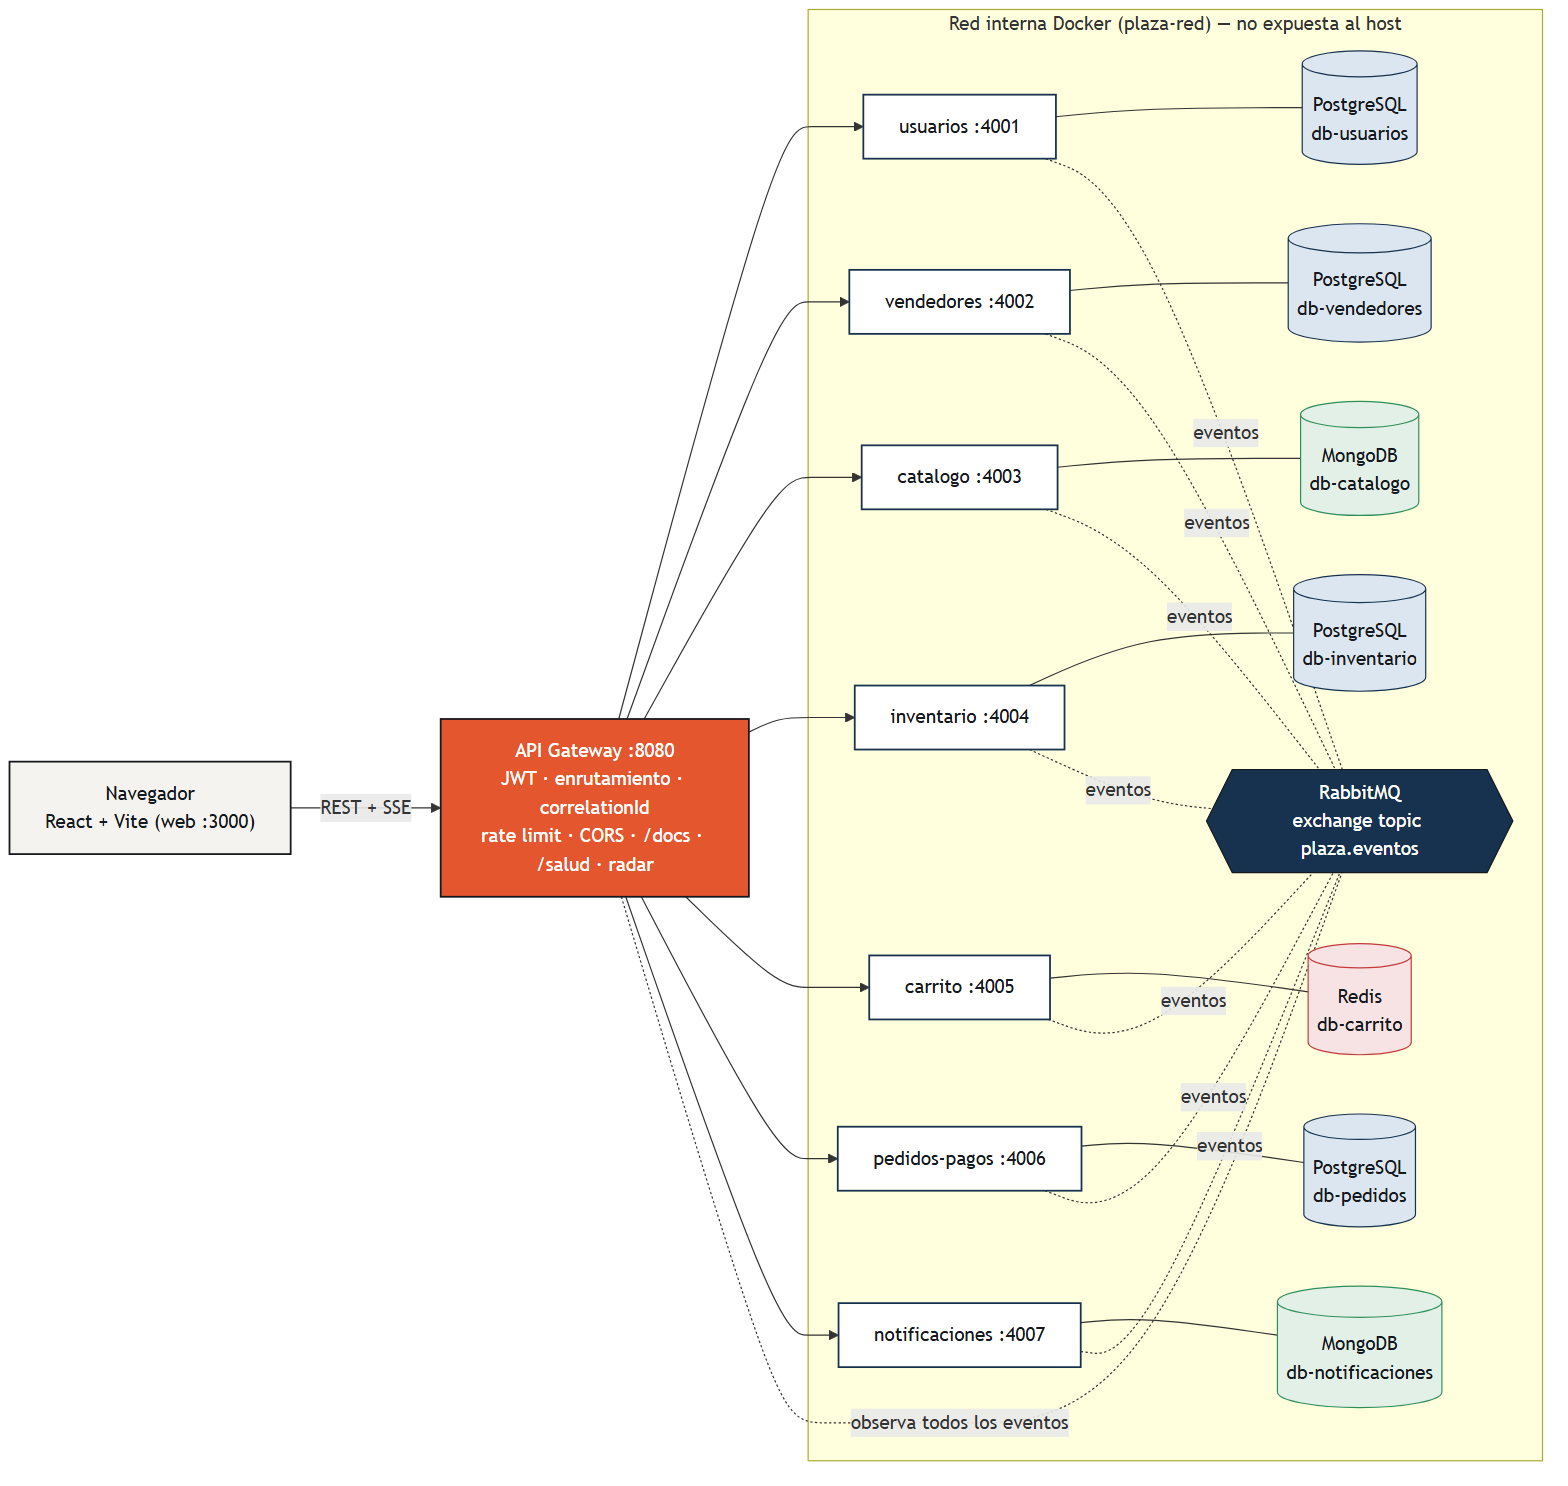 Red interna Docker (plaza-red) — no expuesta al host
usuarios :4001
PostgreSQL
db-usuarios
vendedores :4002
PostgreSQL
db-vendedores
eventos
catalogo :4003
MongoDB
db-catalogo
eventos
eventos
PostgreSQL
db-inventario
inventario :4004
eventos
Navegador
React + Vite (web :3000)
REST + SSE
API Gateway :8080
JWT · enrutamiento ·
correlationId
rate limit · CORS · /docs ·
/salud · radar
RabbitMQ
exchange topic
plaza.eventos
carrito :4005
eventos
Redis
db-carrito
eventos
pedidos-pagos :4006
eventos
PostgreSQL
db-pedidos
notificaciones :4007
MongoDB
db-notificaciones
observa todos los eventos